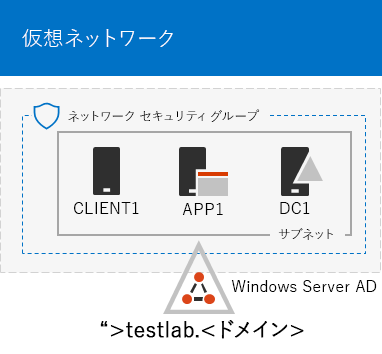 仮想ネットワーク
ネットワーク セキュリティ グループ
CLIENT1
APP1
DC1
サブネット
Windows Server AD
“>testlab.<ドメイン>